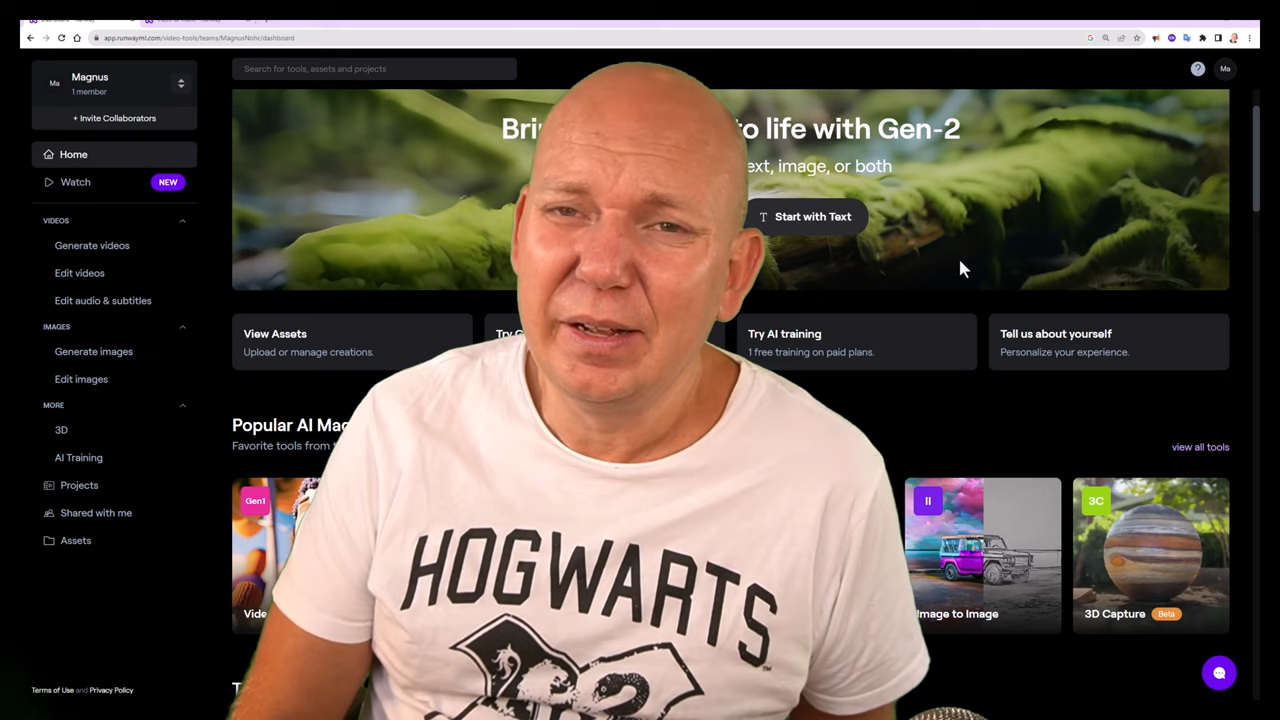 app.runwayml.com/video-tools/teams/MagnusNohr/dashboard
Ma
Magnus
1 member
+ Invite Collaborators
Search for tools, assets and projects
?
Ma
Home
Watch
NEW
VIDEOS
Generate videos
Edit videos
Edit audio & subtitles
IMAGES
Generate images
Edit images
MORE
3D
AI Training
Projects
Shared with me
Assets
Terms of Use and Privacy Policy
to life with Gen-2
image, or both
T Start with Text
View Assets
Upload or manage creations.
Try
Try AI training
1 free training on paid plans.
Tell us about yourself
Personalize your experience.
Popular AI
Favorite tools from
view all tools
Gen1
II
Image to Image
3C
3D Capture Beta
HOGWARTS
TM